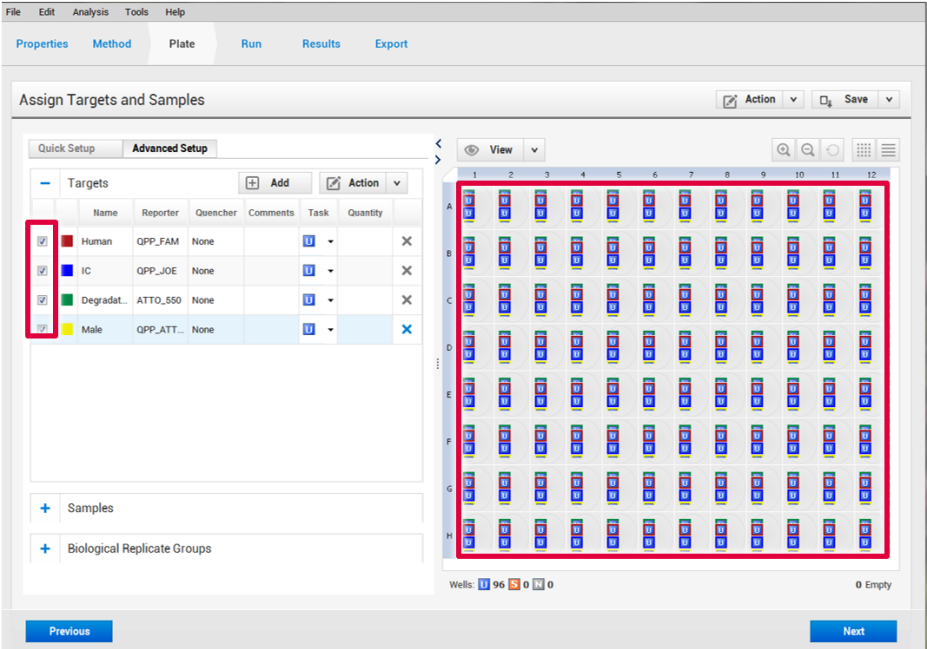 File Edit Analysis Tools Help
Properties Method Plate Run Results Export
Assign Targets and Samples
Action Save
Quick Setup Advanced Setup
View
Targets
Add Action
1 2 3 4 5 6 7 8 9 10 11 12
Name Reporter Quencher Comments Task Quantity
A
Human QPP_FAM None U
B
IC QPP_JOE None U
C
Degradat... ATTO_550 None U
Male QPP_ATT... None U
D
E
F
G
H
Samples
Biological Replicate Groups
Wells: U 96 S 0 N 0
0 Empty
Previous Next